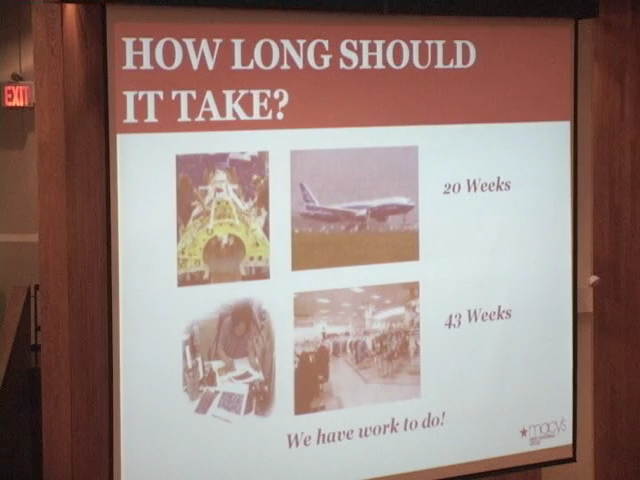 EXIT
HOW LONG SHOULD
IT TAKE?
20 Weeks
43 Weeks
We have work to do!
macy's